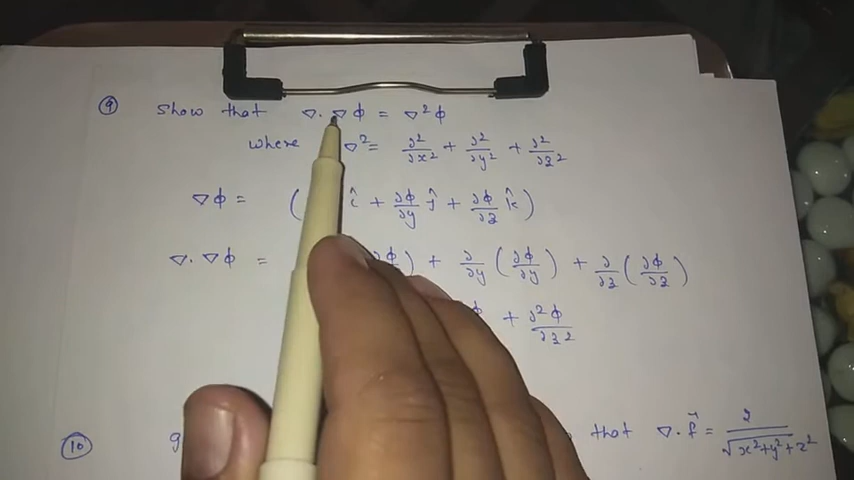 9 Show that ∇·∇ϕ = ∇²ϕ
where ∇² = ∂²/∂x² + ∂²/∂y² + ∂²/∂z²
∇ϕ = ( î + ∂ϕ/∂y ĵ + ∂ϕ/∂z k̂ )
∇·∇ϕ = + ∂/∂y (∂ϕ/∂y) + ∂/∂z (∂ϕ/∂z)
+ ∂²ϕ/∂z²
10 that ∇·f⃗ = 2/√x²+y²+z²